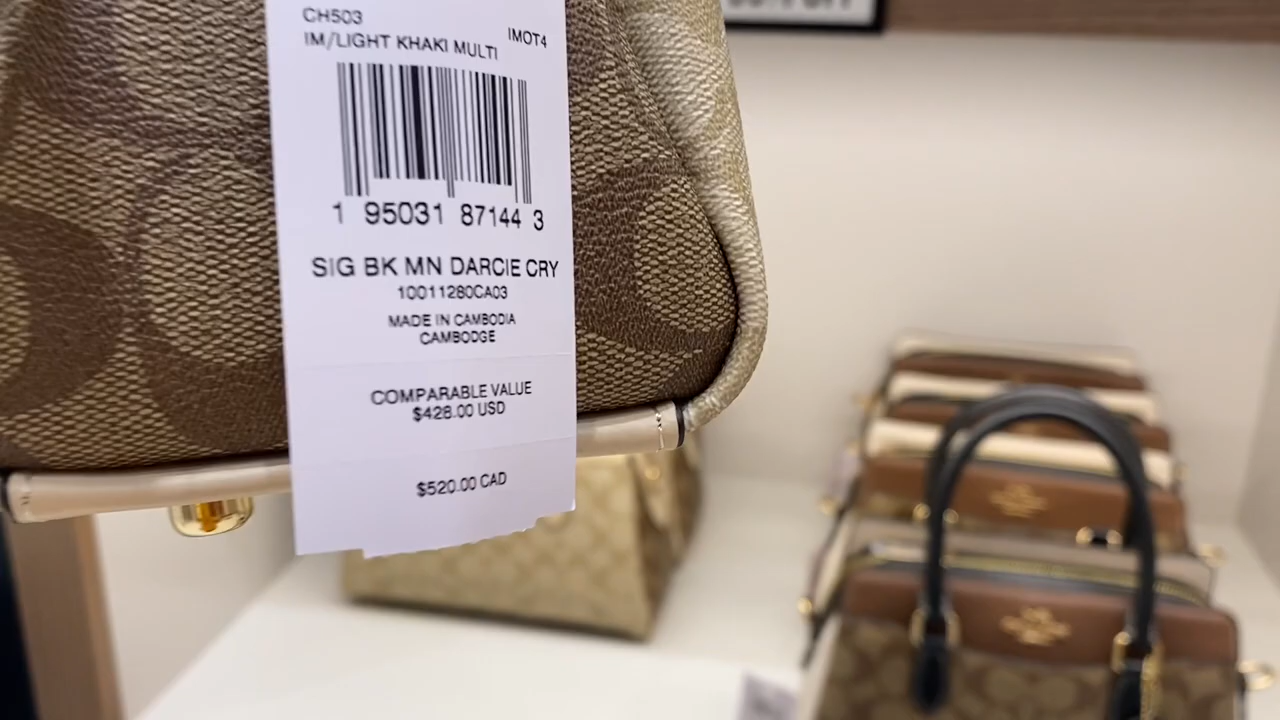 CH503
IM/LIGHT KHAKI MULTI
IMOT4
1 95031 87144 3
SIG BK MN DARCIE CRY
10011280CA03
MADE IN CAMBODIA
CAMBODGE
COMPARABLE VALUE
$428.00 USD
$520.00 CAD